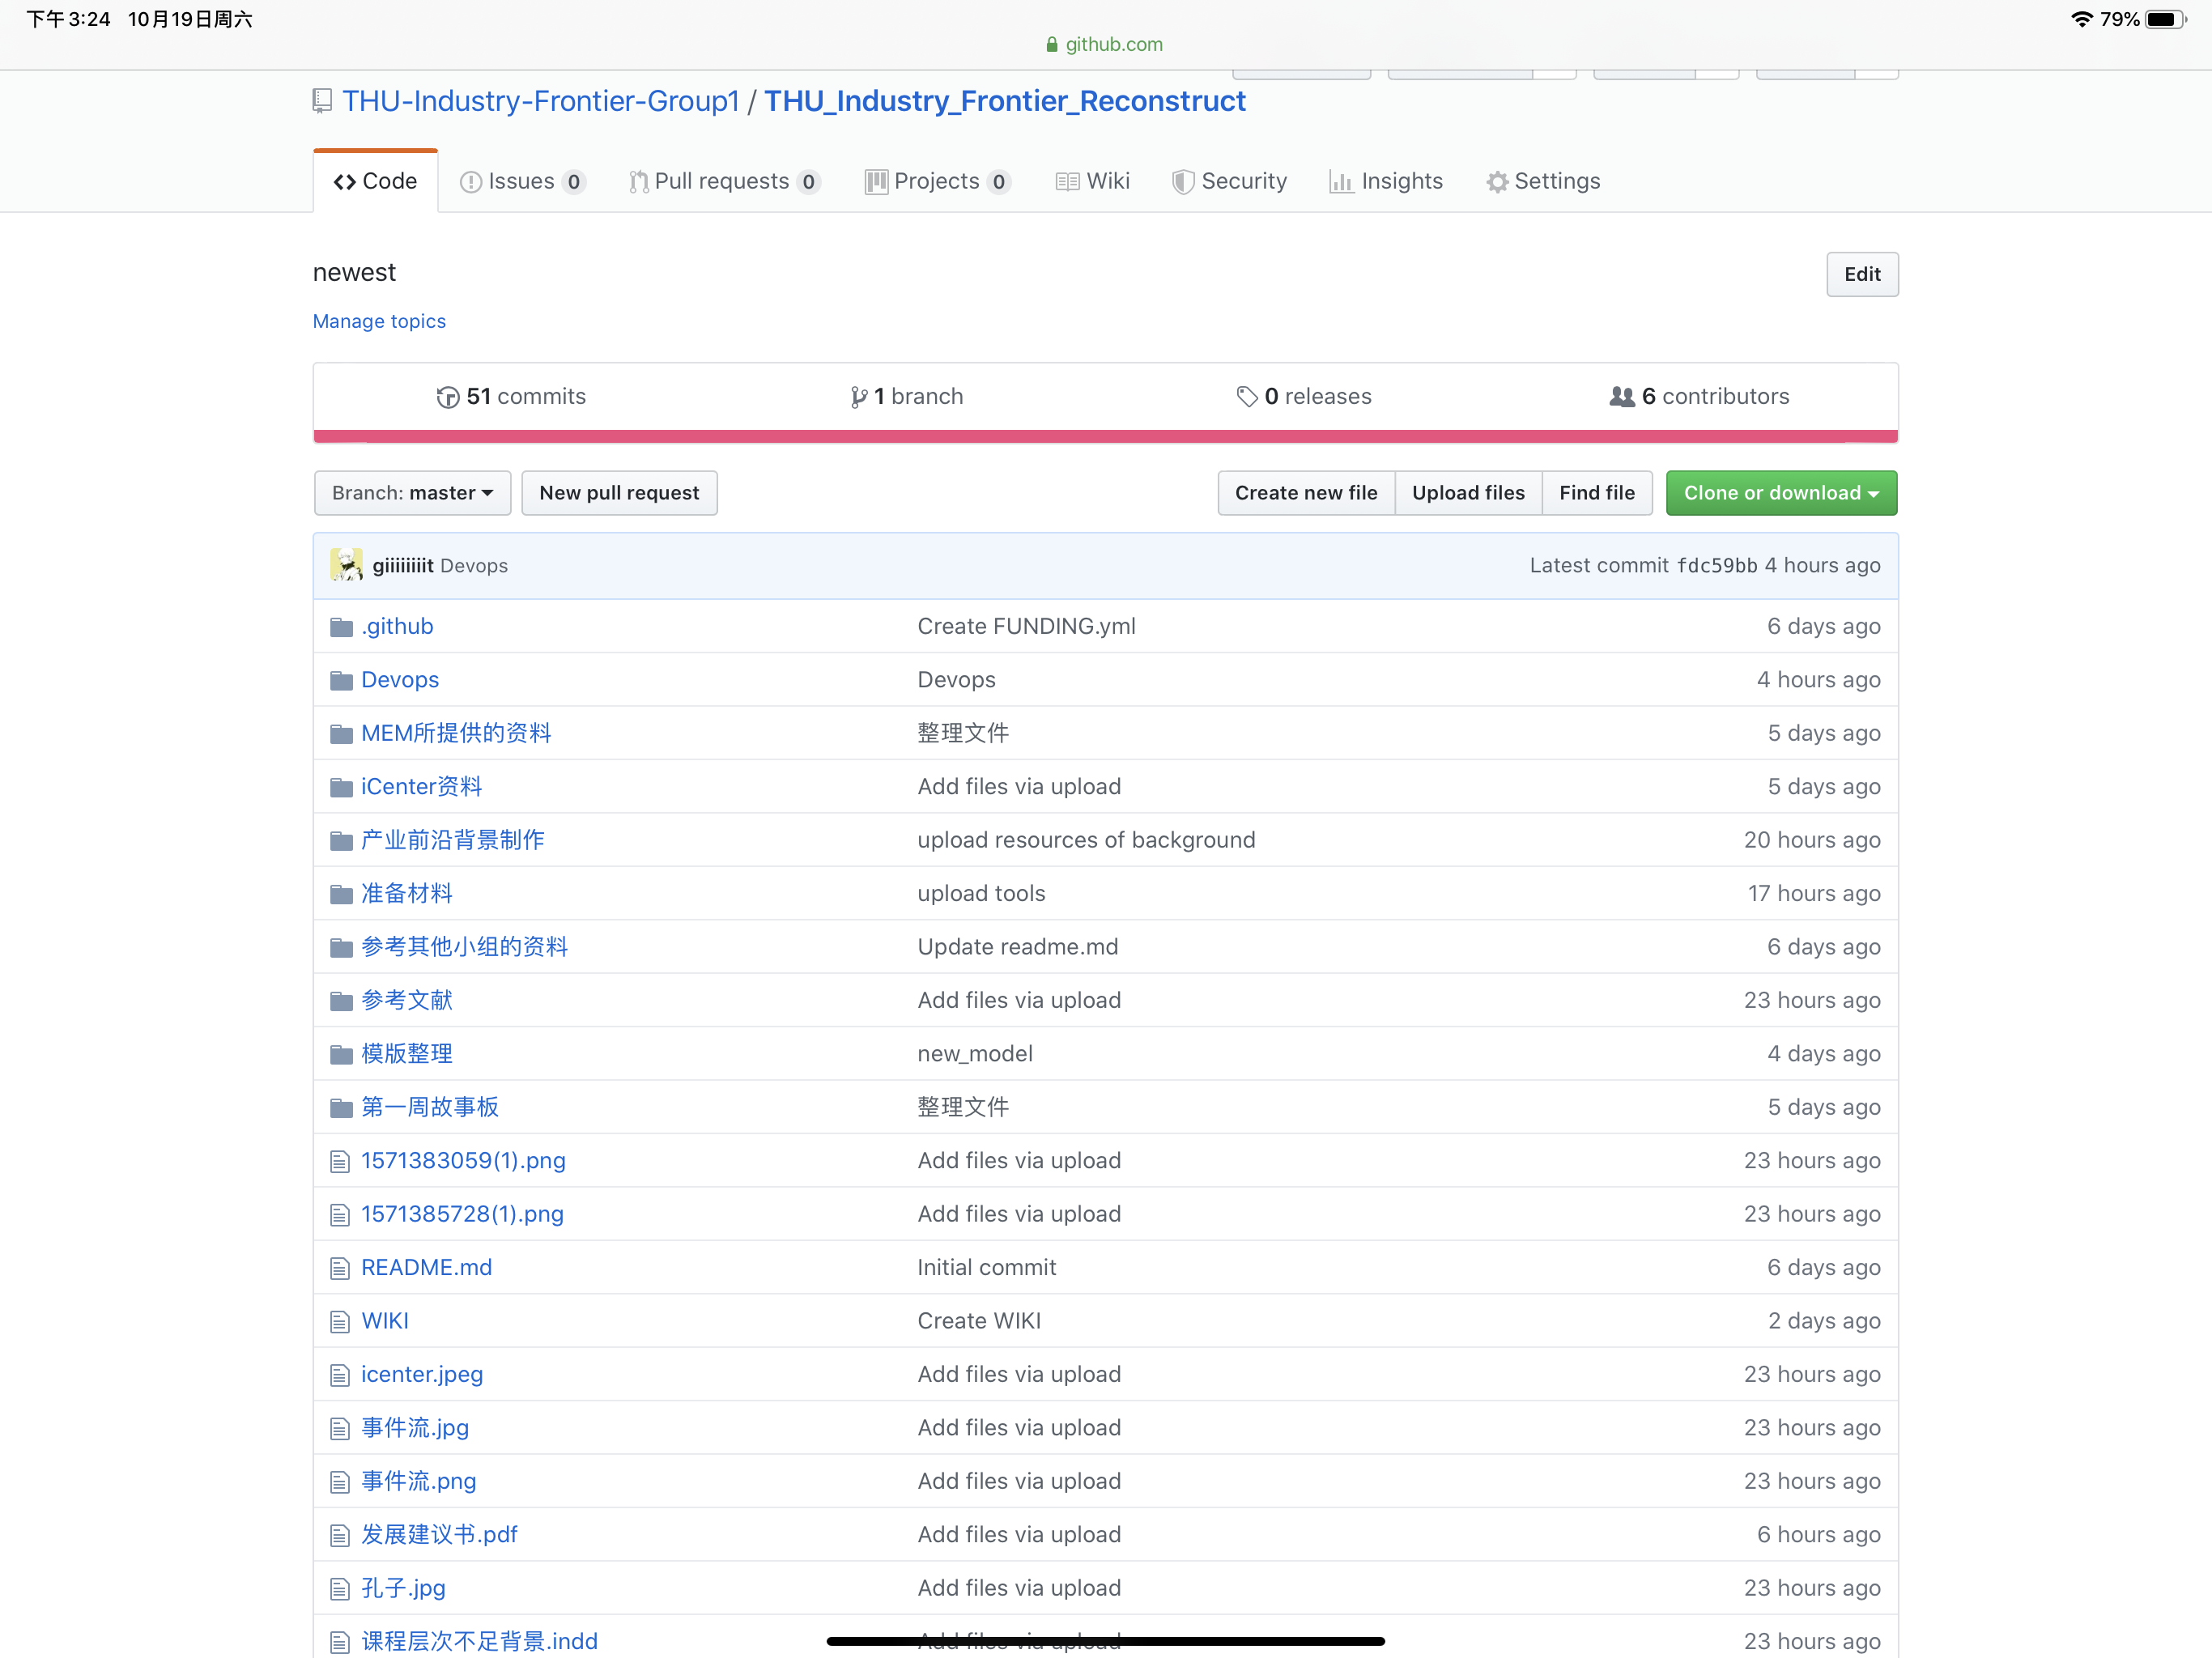 下午3:24 10月19日周六 79%
github.com
THU-Industry-Frontier-Group1 / THU_Industry_Frontier_Reconstruct
Code Issues 0 Pull requests 0 Projects 0 Wiki Security Insights Settings
newest Edit
Manage topics
51 commits 1 branch 0 releases 6 contributors
Branch: master New pull request Create new file Upload files Find file Clone or download
giiiiiiiit Devops Latest commit fdc59bb 4 hours ago
.github Create FUNDING.yml 6 days ago
Devops Devops 4 hours ago
MEM所提供的资料 整理文件 5 days ago
iCenter资料 Add files via upload 5 days ago
产业前沿背景制作 upload resources of background 20 hours ago
准备材料 upload tools 17 hours ago
参考其他小组的资料 Update readme.md 6 days ago
参考文献 Add files via upload 23 hours ago
模版整理 new_model 4 days ago
第一周故事板 整理文件 5 days ago
1571383059(1).png Add files via upload 23 hours ago
1571385728(1).png Add files via upload 23 hours ago
README.md Initial commit 6 days ago
WIKI Create WIKI 2 days ago
icenter.jpeg Add files via upload 23 hours ago
事件流.jpg Add files via upload 23 hours ago
事件流.png Add files via upload 23 hours ago
发展建议书.pdf Add files via upload 6 hours ago
孔子.jpg Add files via upload 23 hours ago
课程层次不足背景.indd Add files via upload 23 hours ago